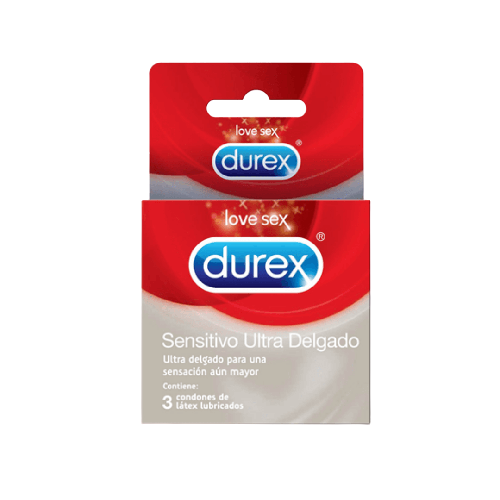 love sex
durex®
love sex
durex®
Sensitivo Ultra Delgado
Ultra delgado para una
sensación aún mayor
Contiene:
3 condones de
látex lubricados